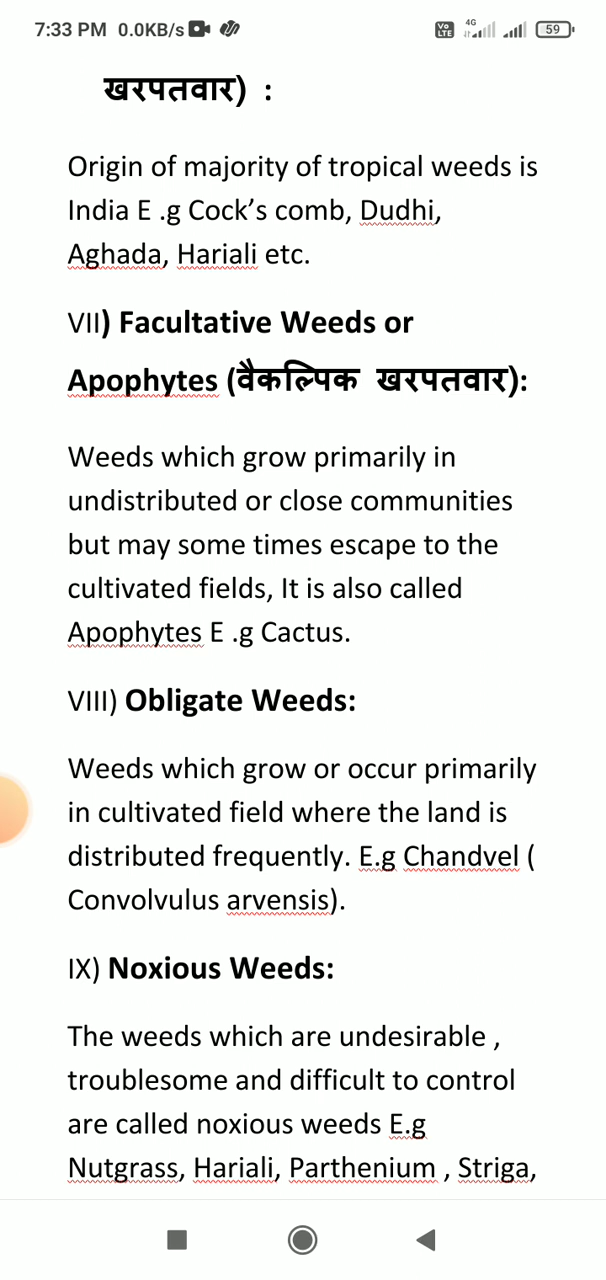 7:33 PM 0.0KB/s
Vo LTE 4G 59
खरपतवार) :
Origin of majority of tropical weeds is
India E .g Cock’s comb, Dudhi,
Aghada, Hariali etc.
VII) Facultative Weeds or
Apophytes (वैकल्पिक खरपतवार):
Weeds which grow primarily in
undistributed or close communities
but may some times escape to the
cultivated fields, It is also called
Apophytes E .g Cactus.
VIII) Obligate Weeds:
Weeds which grow or occur primarily
in cultivated field where the land is
distributed frequently. E.g Chandvel (
Convolvulus arvensis).
IX) Noxious Weeds:
The weeds which are undesirable ,
troublesome and difficult to control
are called noxious weeds E.g
Nutgrass, Hariali, Parthenium , Striga,